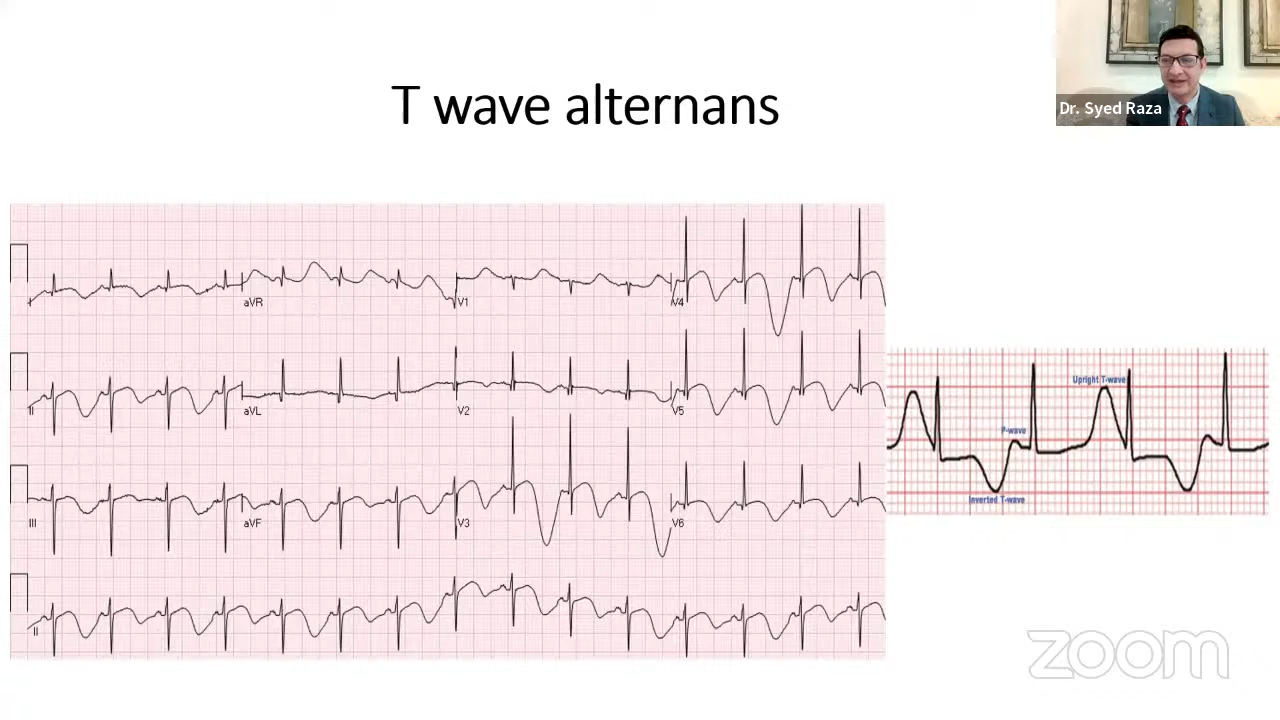 T wave alternans
Dr. Syed Raza
I
aVR
V1
V4
II
aVL
V2
V5
III
aVF
V3
V6
II
Upright T-wave
P-wave
Inverted T-wave
zoom